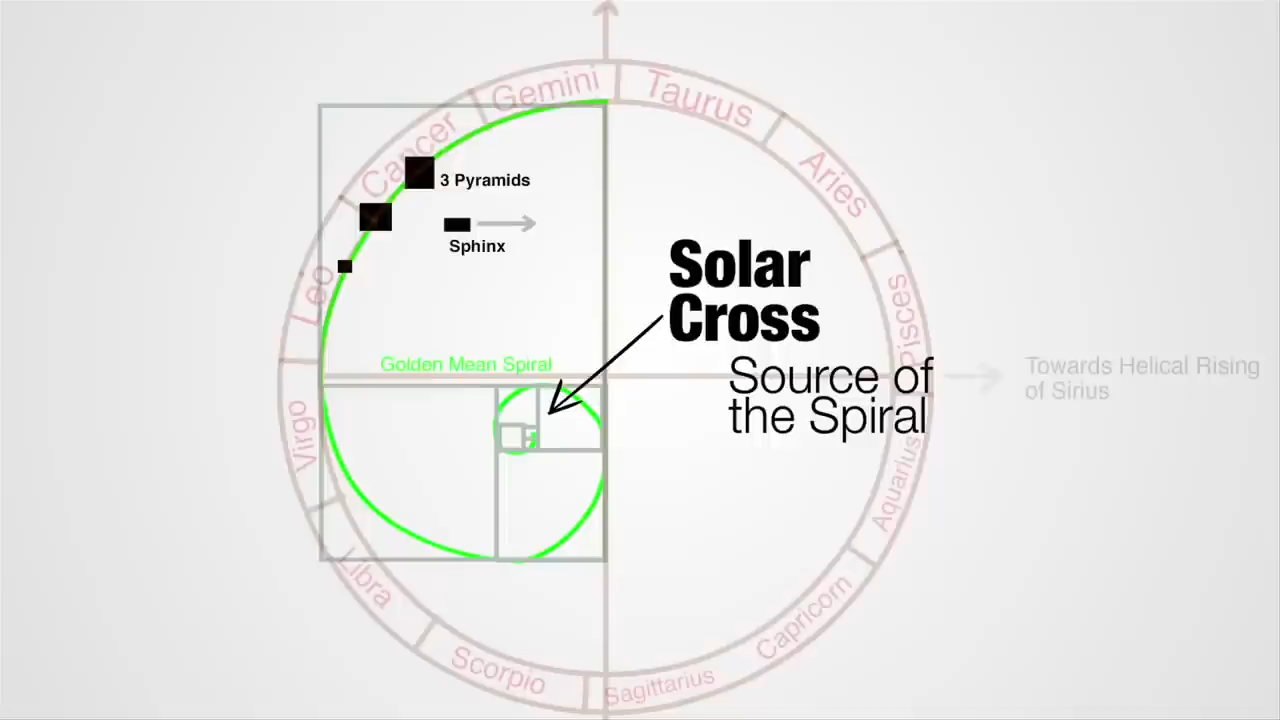 Gemini
Taurus
Cancer
Aries
3 Pyramids
Sphinx
Leo
Solar
Cross
Pisces
Golden Mean Spiral
Source of
the Spiral
Towards Helical Rising
of Sirius
Virgo
Aquarius
Libra
Capricorn
Scorpio
Sagittarius